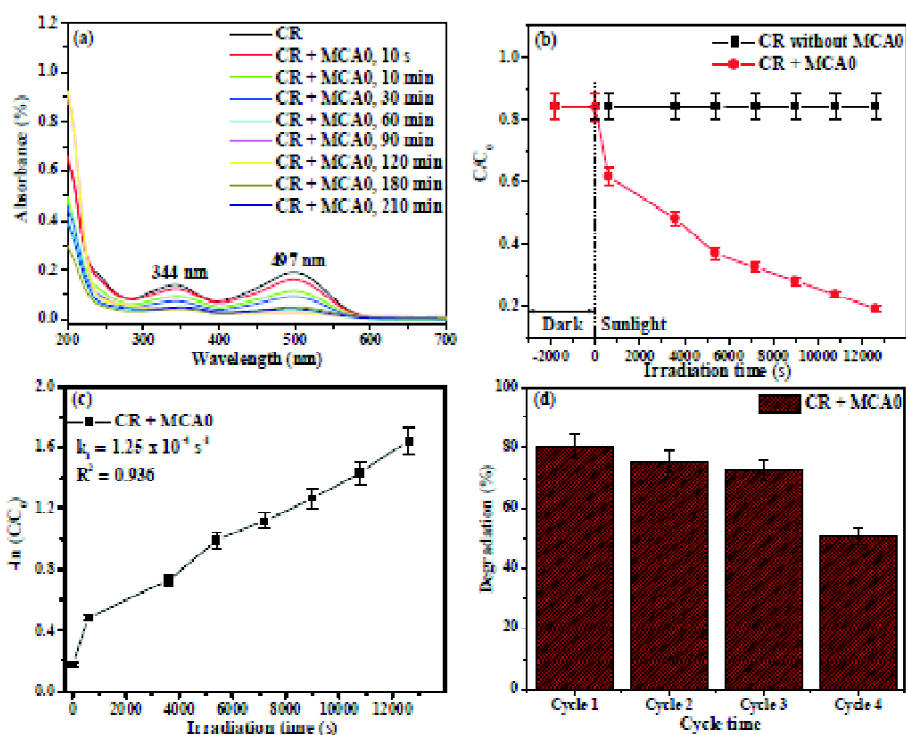 (a)
CR
CR + MCA0, 10 s
CR + MCA0, 10 min
CR + MCA0, 30 min
CR + MCA0, 60 min
CR + MCA0, 90 min
CR + MCA0, 120 min
CR + MCA0, 180 min
CR + MCA0, 210 min
344 nm
497 nm
1.2
1.0
0.8
0.6
0.4
0.2
0.0
Absorbance (%)
200 300 400 500 600 700
Wavelength (nm)
(b)
CR without MCA0
CR + MCA0
1.0
0.8
0.6
0.4
0.2
C/C0
Dark
Sunlight
-2000 0 2000 4000 6000 8000 10000 12000
Irradiation time (s)
(c)
CR + MCA0
R² = 0.936
2.0
1.6
1.2
0.8
0.4
0.0
-ln (C/C0)
0 2000 4000 6000 8000 10000 12000
Irradiation time (s)
(d)
CR + MCA0
100
80
60
40
20
0
Degradation (%)
Cycle 1 Cycle 2 Cycle 3 Cycle 4
Cycle time